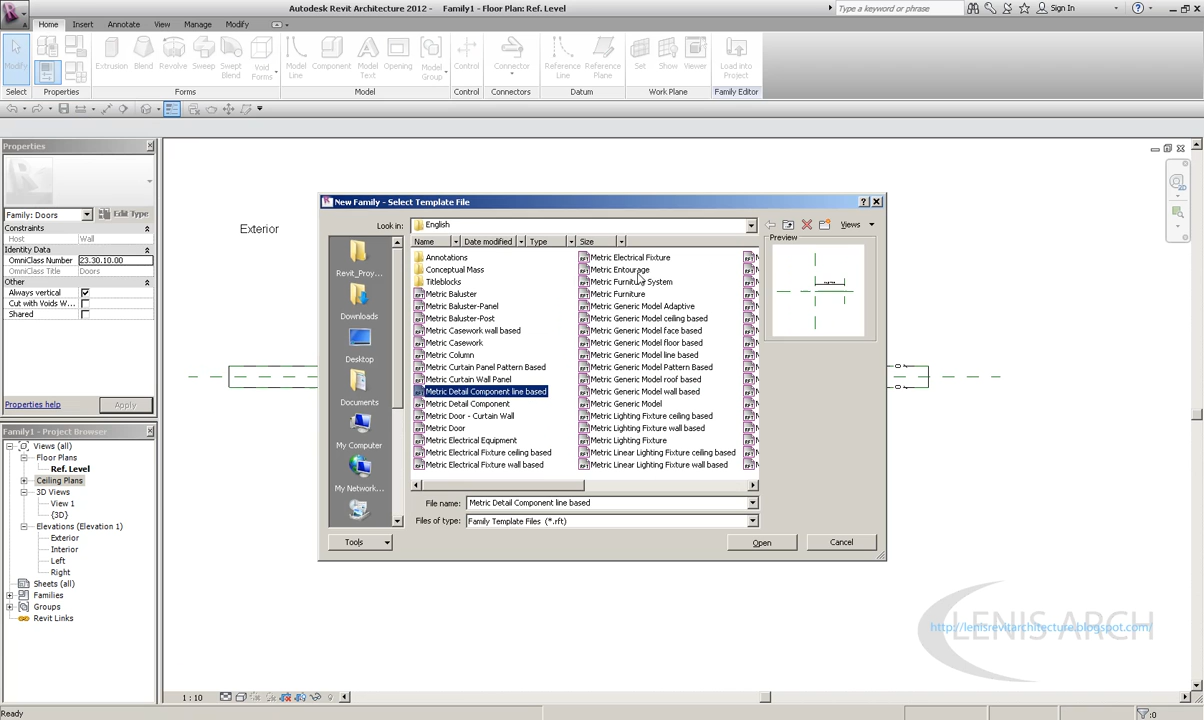 Autodesk Revit Architecture 2012 - Family1 - Floor Plan: Ref. Level
Type a keyword or phrase
Sign In
Home Insert Annotate View Manage Modify
Modify Extrusion Blend Revolve Sweep Swept Blend Void Forms Model Line Component Model Text Opening Model Group Control Connector Reference Line Reference Plane Set Show Viewer Load into Project
Select Properties Forms Model Control Connectors Datum Work Plane Family Editor
Properties
Family: Doors
Edit Type
Constraints
Host Wall
Identity Data
OmniClass Number 23.30.10.00
OmniClass Title Doors
Other
Always vertical
Cut with Voids W...
Shared
Properties help
Apply
Family1 - Project Browser
Views (all)
Floor Plans
Ref. Level
Ceiling Plans
3D Views
View 1
{3D}
Elevations (Elevation 1)
Exterior
Interior
Left
Right
Sheets (all)
Families
Groups
Revit Links
Exterior
New Family - Select Template File
Look in: English
Views
Name Date modified Type Size
Preview
Revit_Proy...
Downloads
Desktop
Documents
My Computer
My Network...
Annotations
Conceptual Mass
Titleblocks
Metric Baluster
Metric Baluster-Panel
Metric Baluster-Post
Metric Casework wall based
Metric Casework
Metric Column
Metric Curtain Panel Pattern Based
Metric Curtain Wall Panel
Metric Detail Component line based
Metric Detail Component
Metric Door - Curtain Wall
Metric Door
Metric Electrical Equipment
Metric Electrical Fixture ceiling based
Metric Electrical Fixture wall based
Metric Electrical Fixture
Metric Entourage
Metric Furniture System
Metric Furniture
Metric Generic Model Adaptive
Metric Generic Model ceiling based
Metric Generic Model face based
Metric Generic Model floor based
Metric Generic Model line based
Metric Generic Model Pattern Based
Metric Generic Model roof based
Metric Generic Model wall based
Metric Generic Model
Metric Lighting Fixture ceiling based
Metric Lighting Fixture wall based
Metric Lighting Fixture
Metric Linear Lighting Fixture ceiling based
Metric Linear Lighting Fixture wall based
File name: Metric Detail Component line based
Files of type: Family Template Files (*.rft)
Tools
Open
Cancel
LENIS ARCH
http://lenisrevitarchitecture.blogspot.com/
1 : 10
Ready
:0